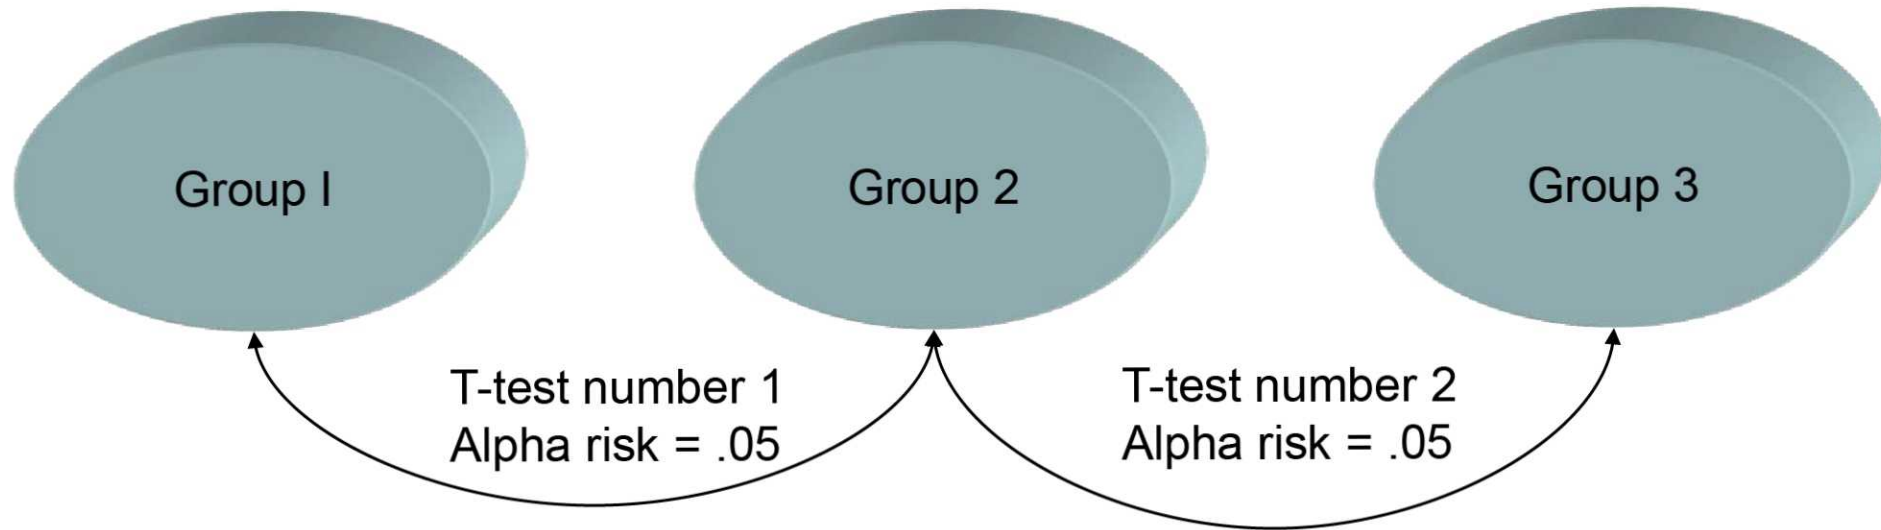 Group I
Group 2
Group 3
T-test number 1
Alpha risk = .05
T-test number 2
Alpha risk = .05